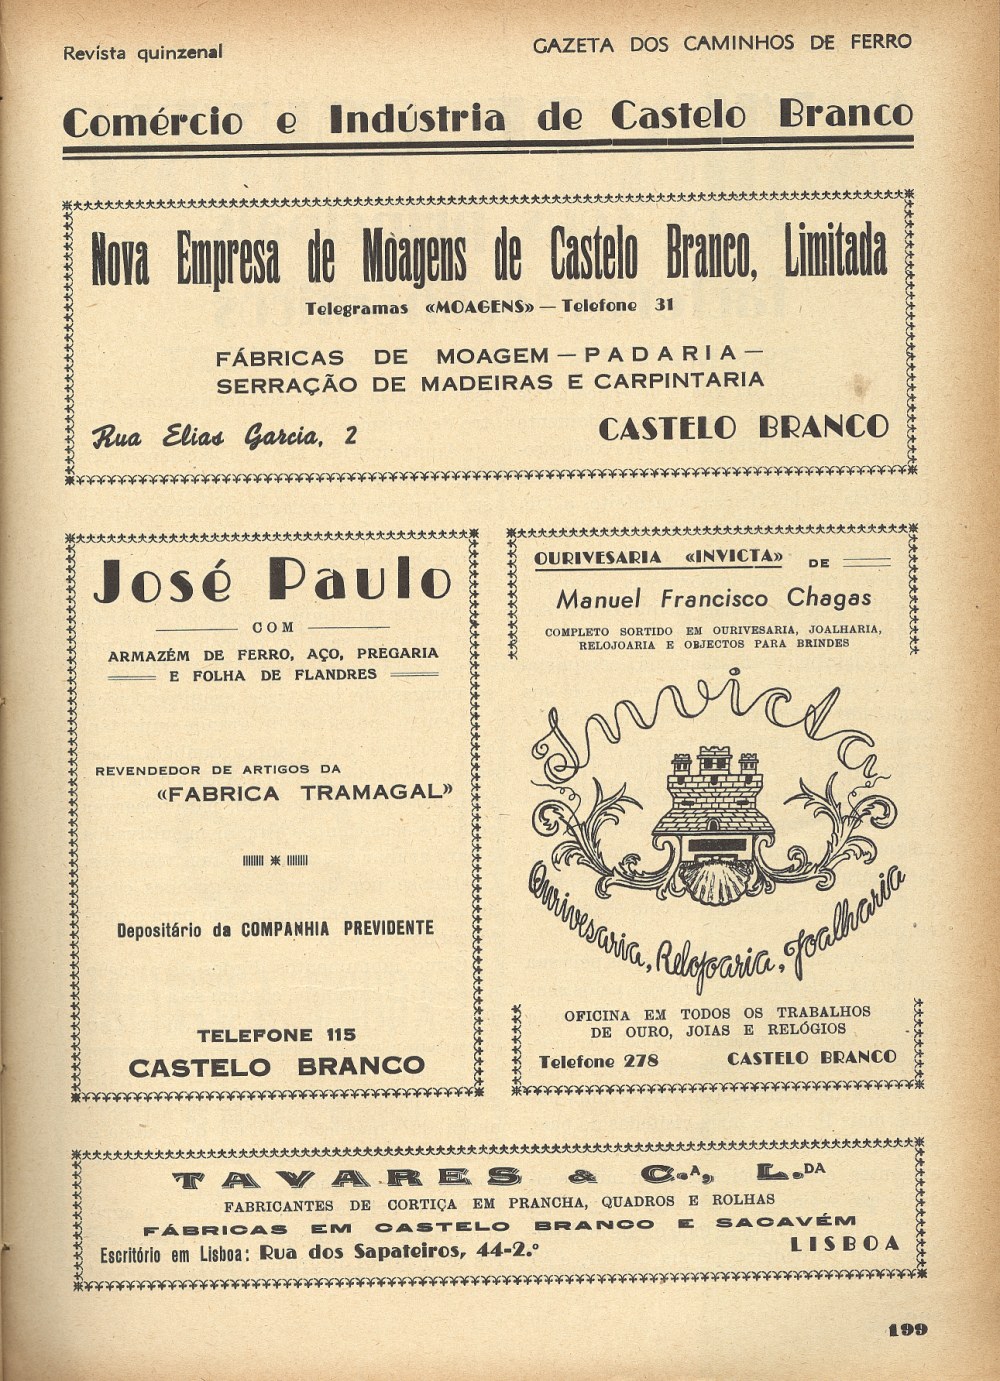 Revista quinzenal
GAZETA DOS CAMINHOS DE FERRO
Comércio e Indústria de Castelo Branco
Nova Empresa de Moagens de Castelo Branco, Limitada
Telegramas «MOAGENS» — Telefone 31
FÁBRICAS DE MOAGEM — PADARIA —
SERRAÇÃO DE MADEIRAS E CARPINTARIA
Rua Elias Garcia, 2
CASTELO BRANCO
José Paulo
COM
ARMAZÉM DE FERRO, AÇO, PREGARIA
E FOLHA DE FLANDRES
REVENDEDOR DE ARTIGOS DA
«FABRICA TRAMAGAL»
Depositário da COMPANHIA PREVIDENTE
TELEFONE 115
CASTELO BRANCO
OURIVESARIA «INVICTA» DE
Manuel Francisco Chagas
COMPLETO SORTIDO EM OURIVESARIA, JOALHARIA,
RELOJOARIA E OBJECTOS PARA BRINDES
Invicta
Ourivesaria, Relojoaria, Joalharia
OFICINA EM TODOS OS TRABALHOS
DE OURO, JOIAS E RELÓGIOS
Telefone 278
CASTELO BRANCO
TAVARES & C.ᴬ, L.ᴰᴬ
FABRICANTES DE CORTIÇA EM PRANCHA, QUADROS E ROLHAS
FÁBRICAS EM CASTELO BRANCO E SACAVÉM
Escritório em Lisboa: Rua dos Sapateiros, 44-2.º
LISBOA
199